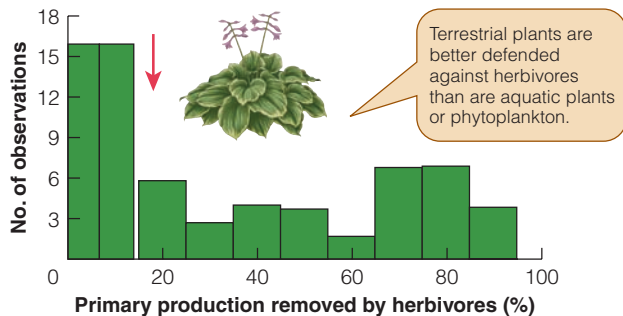 18
15
12
9
6
3
No. of observations
Terrestrial plants are
better defended
against herbivores
than are aquatic plants
or phytoplankton.
0 20 40 60 80 100
Primary production removed by herbivores (%)